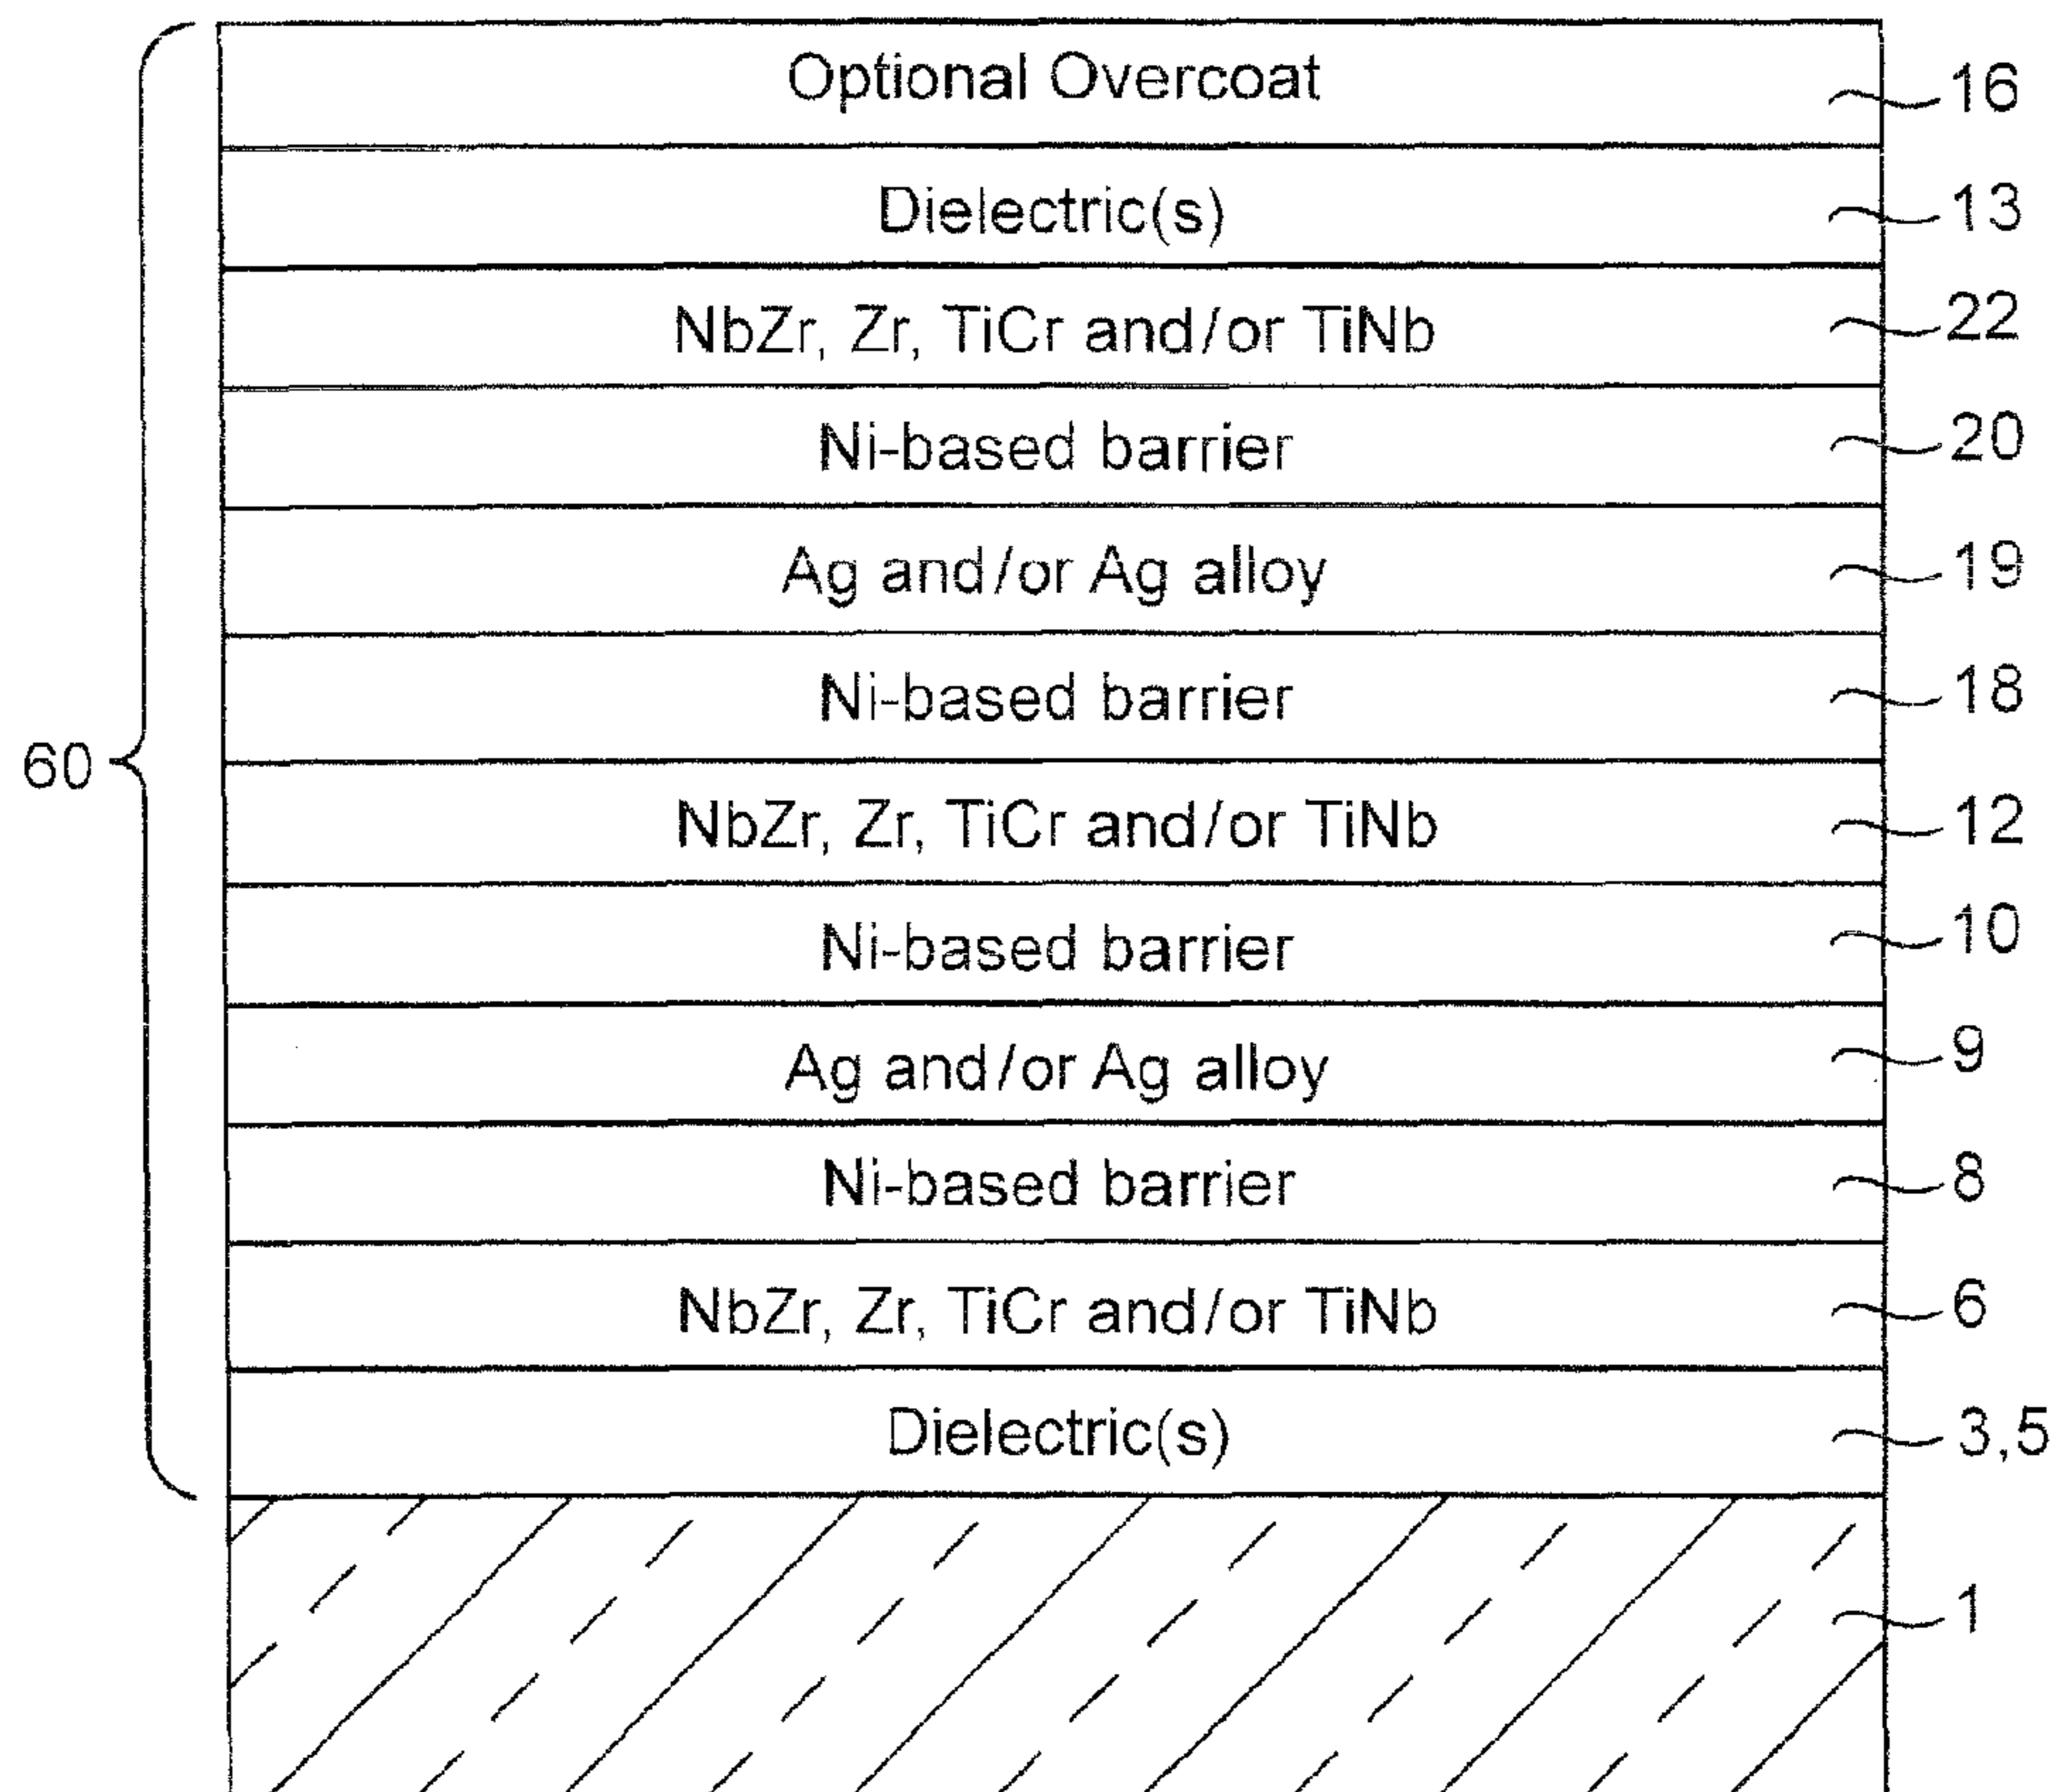 Optional Overcoat 16
Dielectric(s) 13
NbZr, Zr, TiCr and/or TiNb 22
Ni-based barrier 20
Ag and/or Ag alloy 19
Ni-based barrier 18
60
NbZr, Zr, TiCr and/or TiNb 12
Ni-based barrier 10
Ag and/or Ag alloy 9
Ni-based barrier 8
NbZr, Zr, TiCr and/or TiNb 6
Dielectric(s) 3,5
1